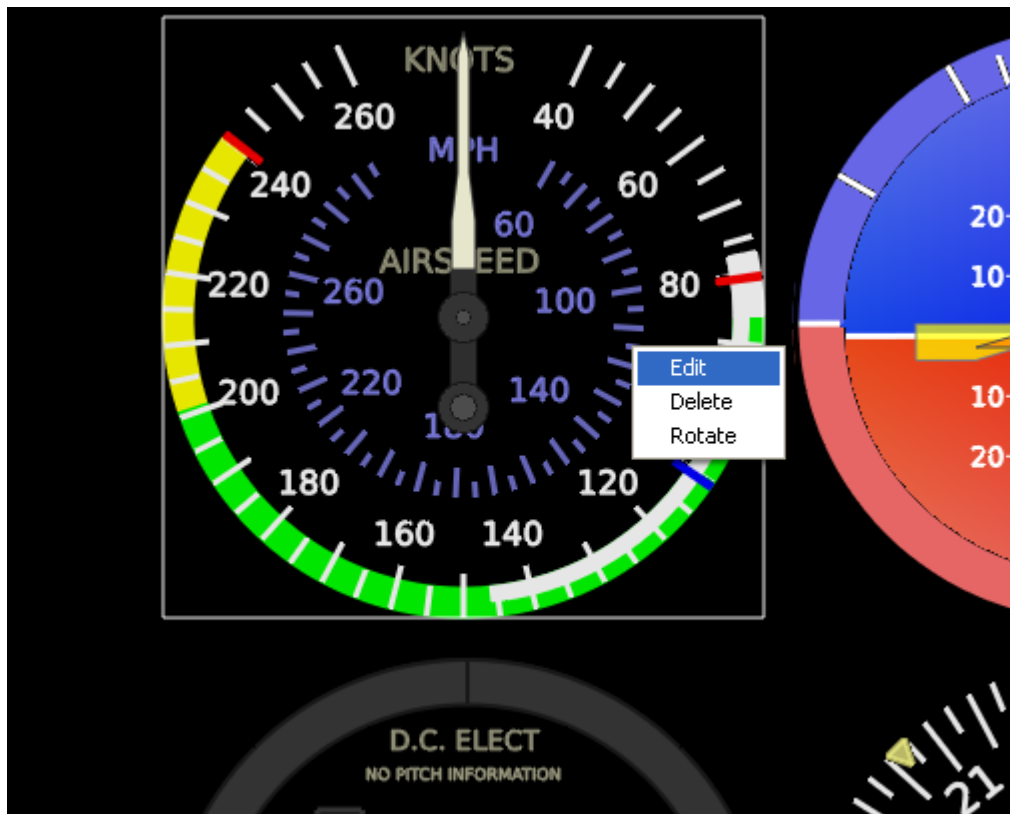 KNOTS
260
40
MPH
240
60
60
AIRSPEED
220
260
100
80
20
10
200
220
140
180
180
120
160
140
Edit
Delete
Rotate
10
20
D.C. ELECT
NO PITCH INFORMATION
21